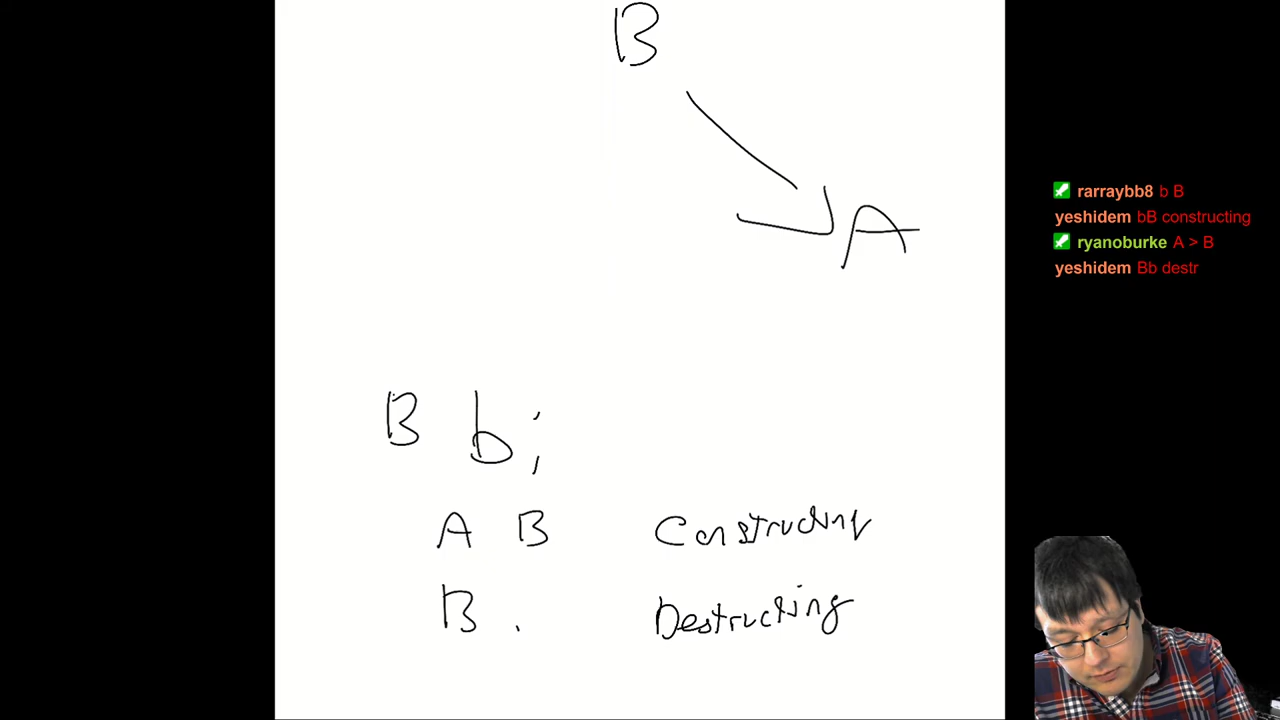 B
A
B b;
A B Constructing
B . Destructing
rarraybb8 b B
yeshidem bB constructing
ryanoburke A > B
yeshidem Bb destr